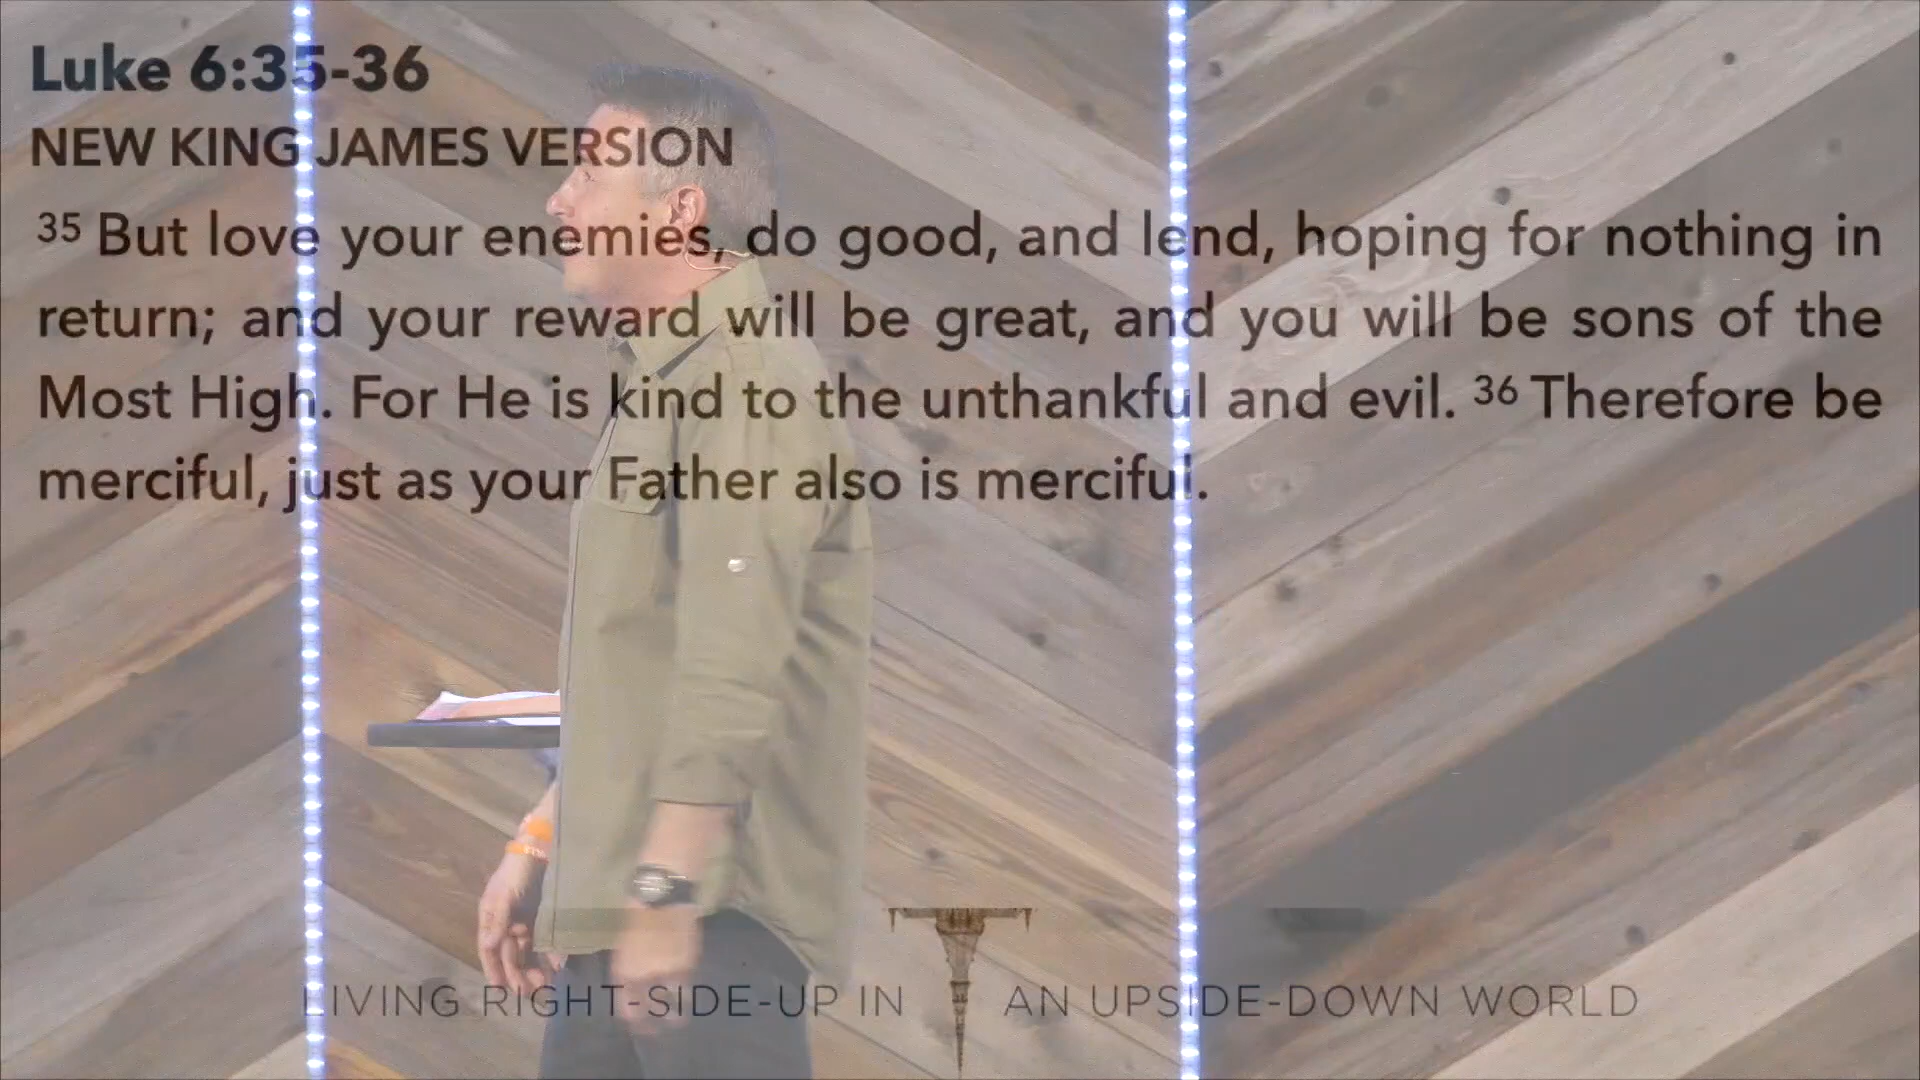 Luke 6:35-36
NEW KING JAMES VERSION
35 But love your enemies, do good, and lend, hoping for nothing in
return; and your reward will be great, and you will be sons of the
Most High. For He is kind to the unthankful and evil. 36 Therefore be
merciful, just as your Father also is merciful.
LIVING RIGHT-SIDE-UP IN AN UPSIDE-DOWN WORLD